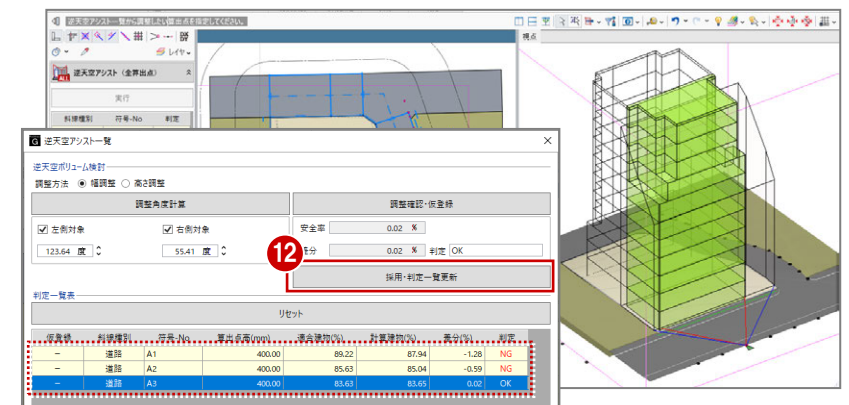 逆天空アシスト一覧から調整したい算出点を指定してください。
視点
レイヤ
ALL 逆天空アシスト（全算出点）
実行
斜線種別 符号-No 判定
G 逆天空アシスト一覧 ×
逆天空ボリューム検討
調整方法 幅調整 高さ調整
調整角度計算 調整確認・仮登録
左側対象 右側対象 安全率 0.02 %
123.64 度 55.41 度 12 差分 0.02 % 判定 OK
採用・判定一覧更新
判定一覧表
リセット
仮登録 斜線種別 符号-No 算出点高(mm) 適合建物(%) 計算建物(%) 差分(%) 判定
- 道路 A1 400.00 89.22 87.94 -1.28 NG
- 道路 A2 400.00 85.63 85.04 -0.59 NG
- 道路 A3 400.00 83.63 83.65 0.02 OK